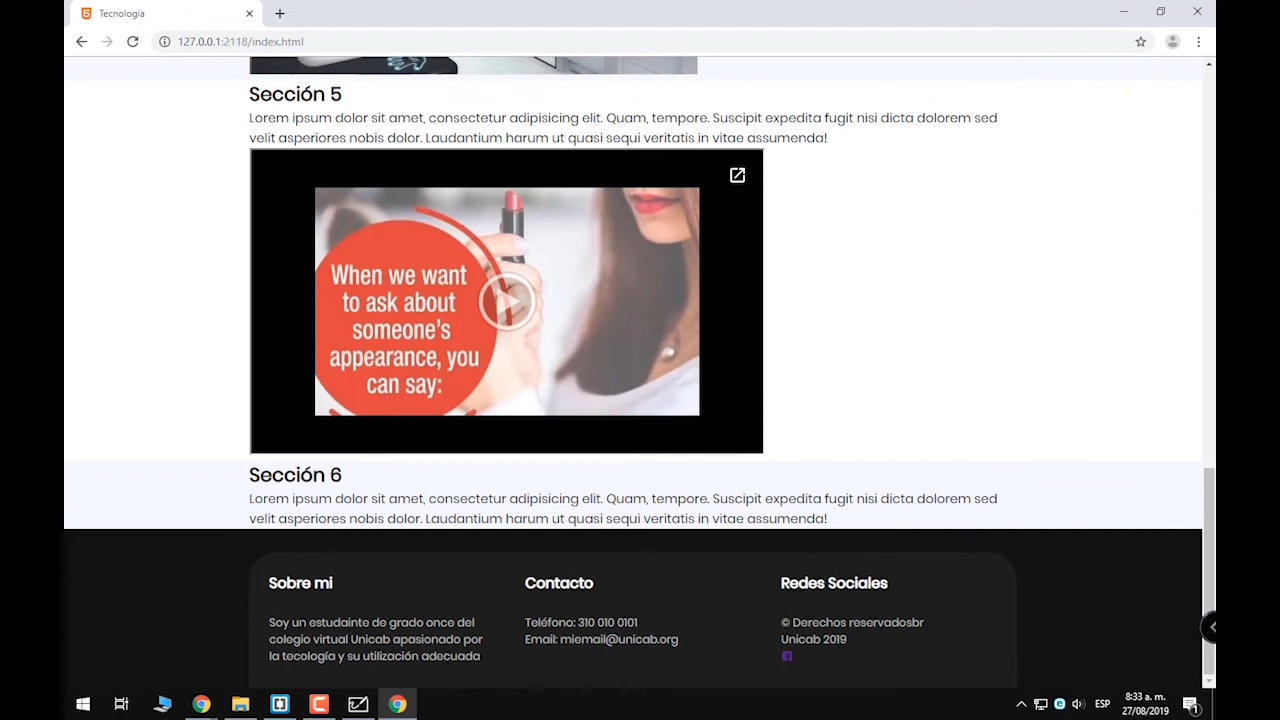 Tecnología
127.0.0.1:2118/index.html
Sección 5
Lorem ipsum dolor sit amet, consectetur adipisicing elit. Quam, tempore. Suscipit expedita fugit nisi dicta dolorem sed
velit asperiores nobis dolor. Laudantium harum ut quasi sequi veritatis in vitae assumenda!
When we want
to ask about
someone's
appearance, you
can say:
Sección 6
Lorem ipsum dolor sit amet, consectetur adipisicing elit. Quam, tempore. Suscipit expedita fugit nisi dicta dolorem sed
velit asperiores nobis dolor. Laudantium harum ut quasi sequi veritatis in vitae assumenda!
Sobre mi
Soy un estudainte de grado once del
colegio virtual Unicab apasionado por
la tecología y su utilización adecuada
Contacto
Teléfono: 310 010 0101
Email: miemail@unicab.org
Redes Sociales
© Derechos reservadosbr
Unicab 2019
ESP
8:33 a. m.
27/08/2019
1